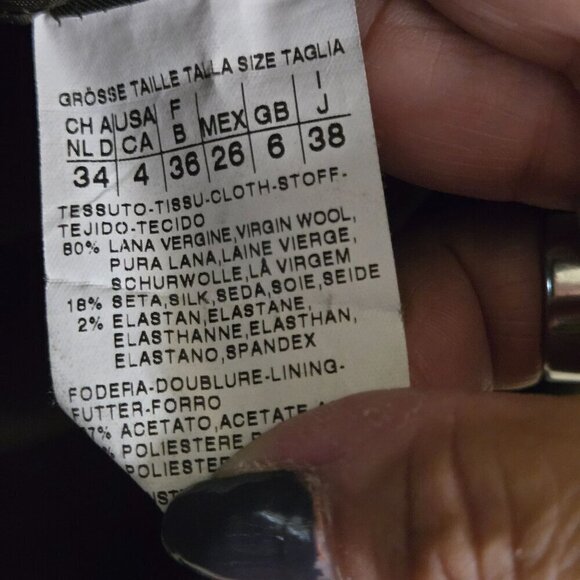 GRÖSSE TAILLE TALLA SIZE TAGLIA
CH A USA F MEX GB I
NL D CA B J
34 4 36 26 6 38
TESSUTO-TISSU-CLOTH-STOFF-
TEJIDO-TECIDO
80% LANA VERGINE,VIRGIN WOOL,
PURA LANA,LAINE VIERGE,
SCHURWOLLE,LÂ VIRGEM
18% SETA,SILK,SEDA,SOIE,SEIDE
2% ELASTAN,ELASTANE,
ELASTHANNE,ELASTHAN,
ELASTANO,SPANDEX
FODERA-DOUBLURE-LINING-
FUTTER-FORRO
7% ACETATO,ACETATE
POLIESTERE
POLIESTER